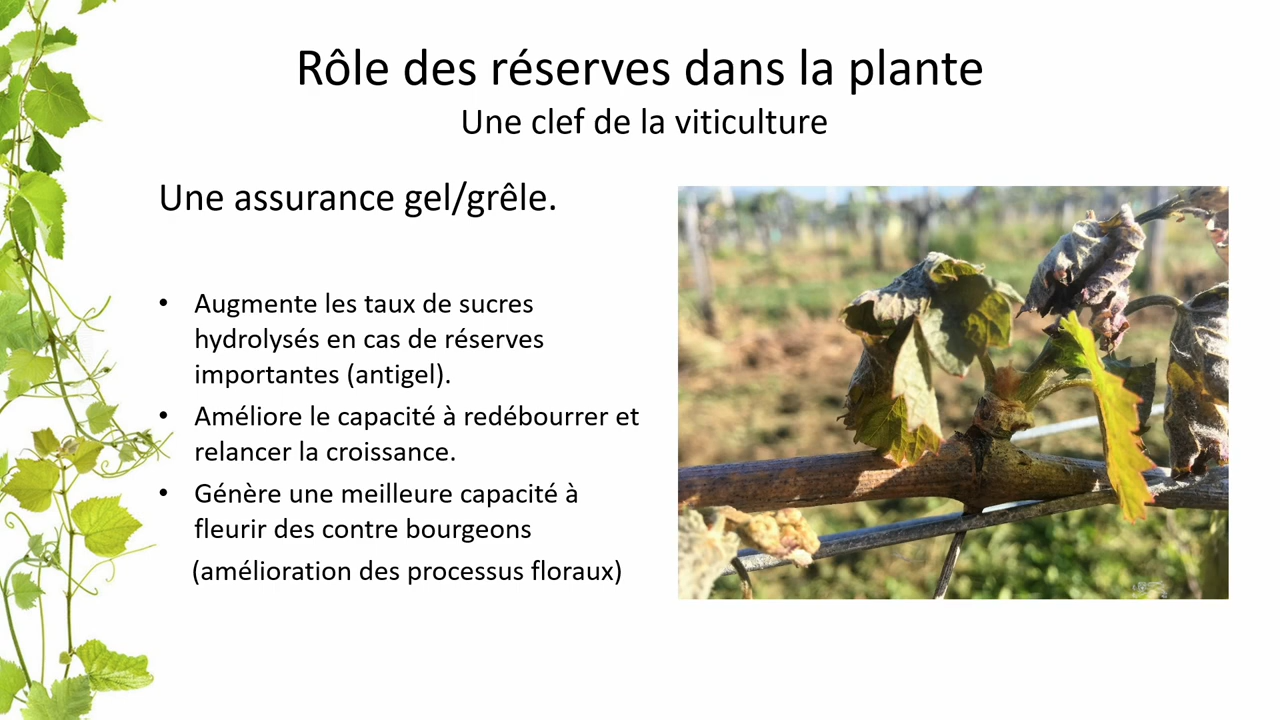 Rôle des réserves dans la plante
Une clef de la viticulture
Une assurance gel/grêle.
• Augmente les taux de sucres
hydrolysés en cas de réserves
importantes (antigel).
• Améliore le capacité à redébourrer et
relancer la croissance.
• Génère une meilleure capacité à
fleurir des contre bourgeons
(amélioration des processus floraux)